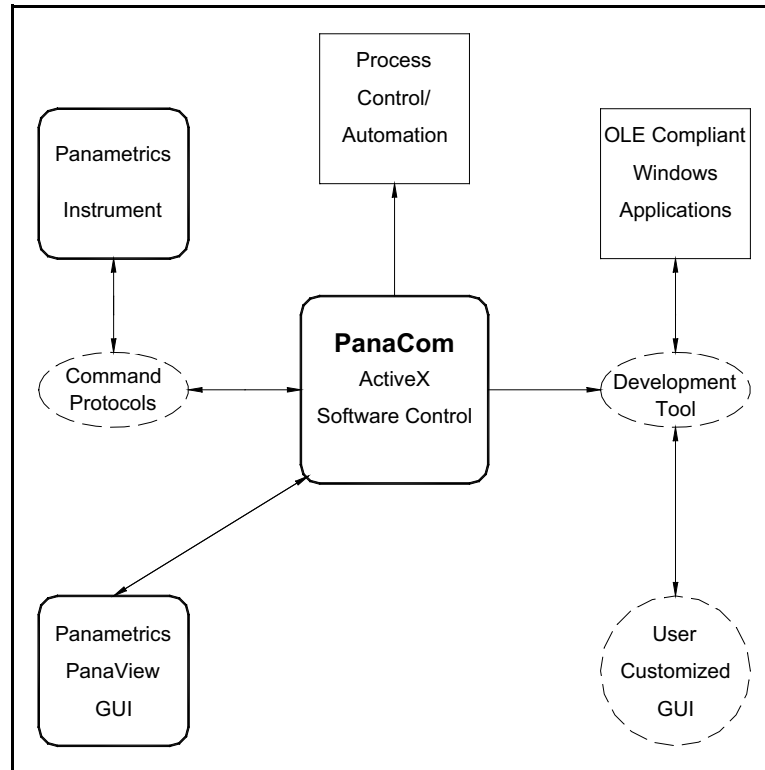 Process
Control/
Automation
Panametrics
Instrument
OLE Compliant
Windows
Applications
PanaCom
ActiveX
Software Control
Command
Protocols
Development
Tool
Panametrics
PanaView
GUI
User
Customized
GUI